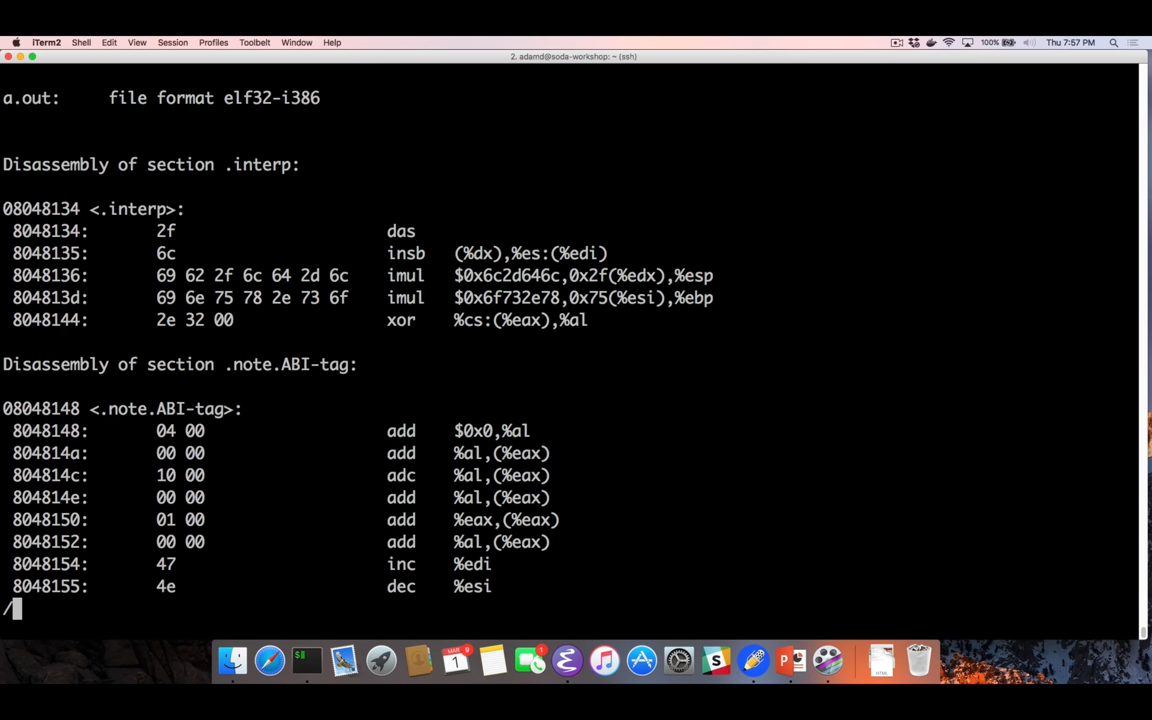 iTerm2 Shell Edit View Session Profiles Toolbelt Window Help 100% Thu 7:57 PM
2. adamd@soda-workshop: ~ (ssh)
a.out: file format elf32-i386
Disassembly of section .interp:
08048134 <.interp>:
8048134: 2f das
8048135: 6c insb (%dx),%es:(%edi)
8048136: 69 62 2f 6c 64 2d 6c imul $0x6c2d646c,0x2f(%edx),%esp
804813d: 69 6e 75 78 2e 73 6f imul $0x6f732e78,0x75(%esi),%ebp
8048144: 2e 32 00 xor %cs:(%eax),%al
Disassembly of section .note.ABI-tag:
08048148 <.note.ABI-tag>:
8048148: 04 00 add $0x0,%al
804814a: 00 00 add %al,(%eax)
804814c: 10 00 adc %al,(%eax)
804814e: 00 00 add %al,(%eax)
8048150: 01 00 add %eax,(%eax)
8048152: 00 00 add %al,(%eax)
8048154: 47 inc %edi
8048155: 4e dec %esi
/